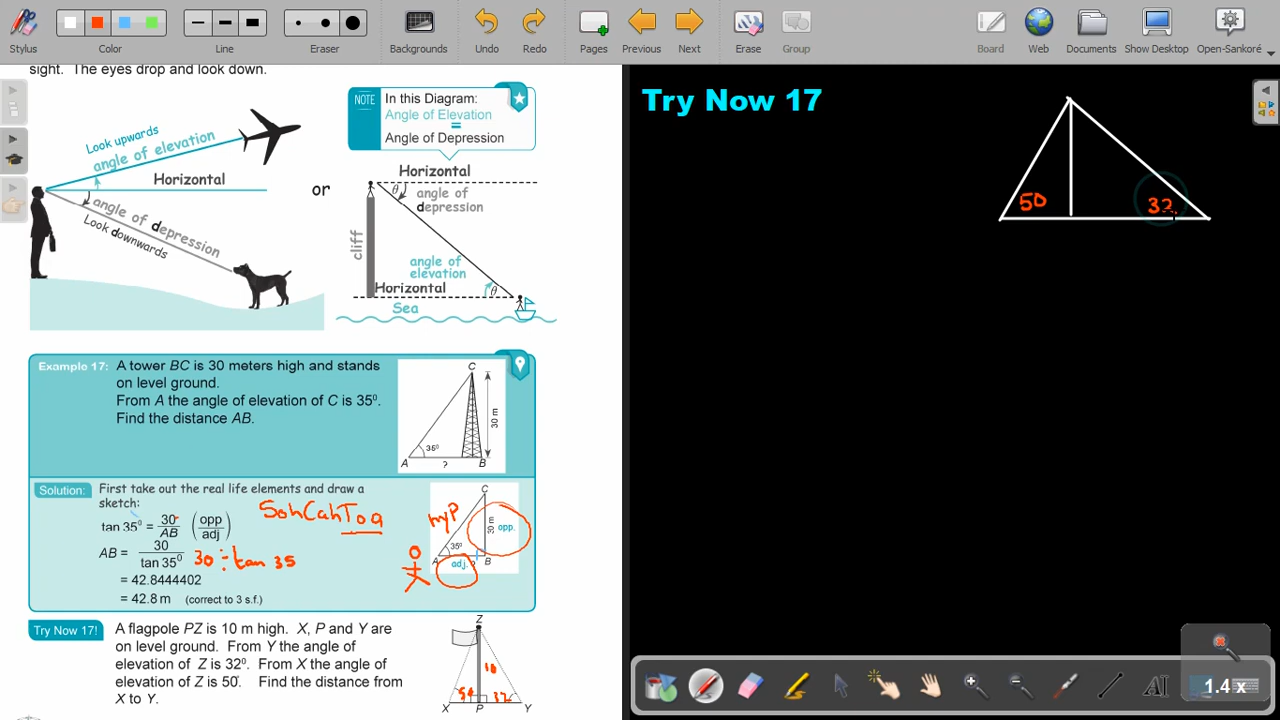 Stylus
Color
Line
Eraser
Backgrounds
Undo
Redo
Pages
Previous
Next
Erase
Group
Board
Web
Documents
Show Desktop
Open-Sankoré
sight. The eyes drop and look down.
Look upwards
angle of elevation
Horizontal
angle of depression
Look downwards
or
NOTE
In this Diagram:
Angle of Elevation
=
Angle of Depression
Horizontal
θ
angle of
depression
cliff
angle of
elevation
Horizontal
θ
Sea
Example 17:
A tower BC is 30 meters high and stands
on level ground.
From A the angle of elevation of C is 35⁰.
Find the distance AB.
C
30 m
35⁰
A
?
B
Solution:
First take out the real life elements and draw a
sketch:
tan 35⁰ = 30/AB (opp/adj)
SohCahToa
AB = 30/tan 35⁰
30 ÷ tan 35
= 42.8444402
= 42.8 m (correct to 3 s.f.)
C
hyp
30 m
opp.
35⁰
A
adj.
?
B
Try Now 17!
A flagpole PZ is 10 m high. X, P and Y are
on level ground. From Y the angle of
elevation of Z is 32⁰. From X the angle of
elevation of Z is 50⁰. Find the distance from
X to Y.
Z
10
32
X
P
Y
Try Now 17
50
32
1.4 x